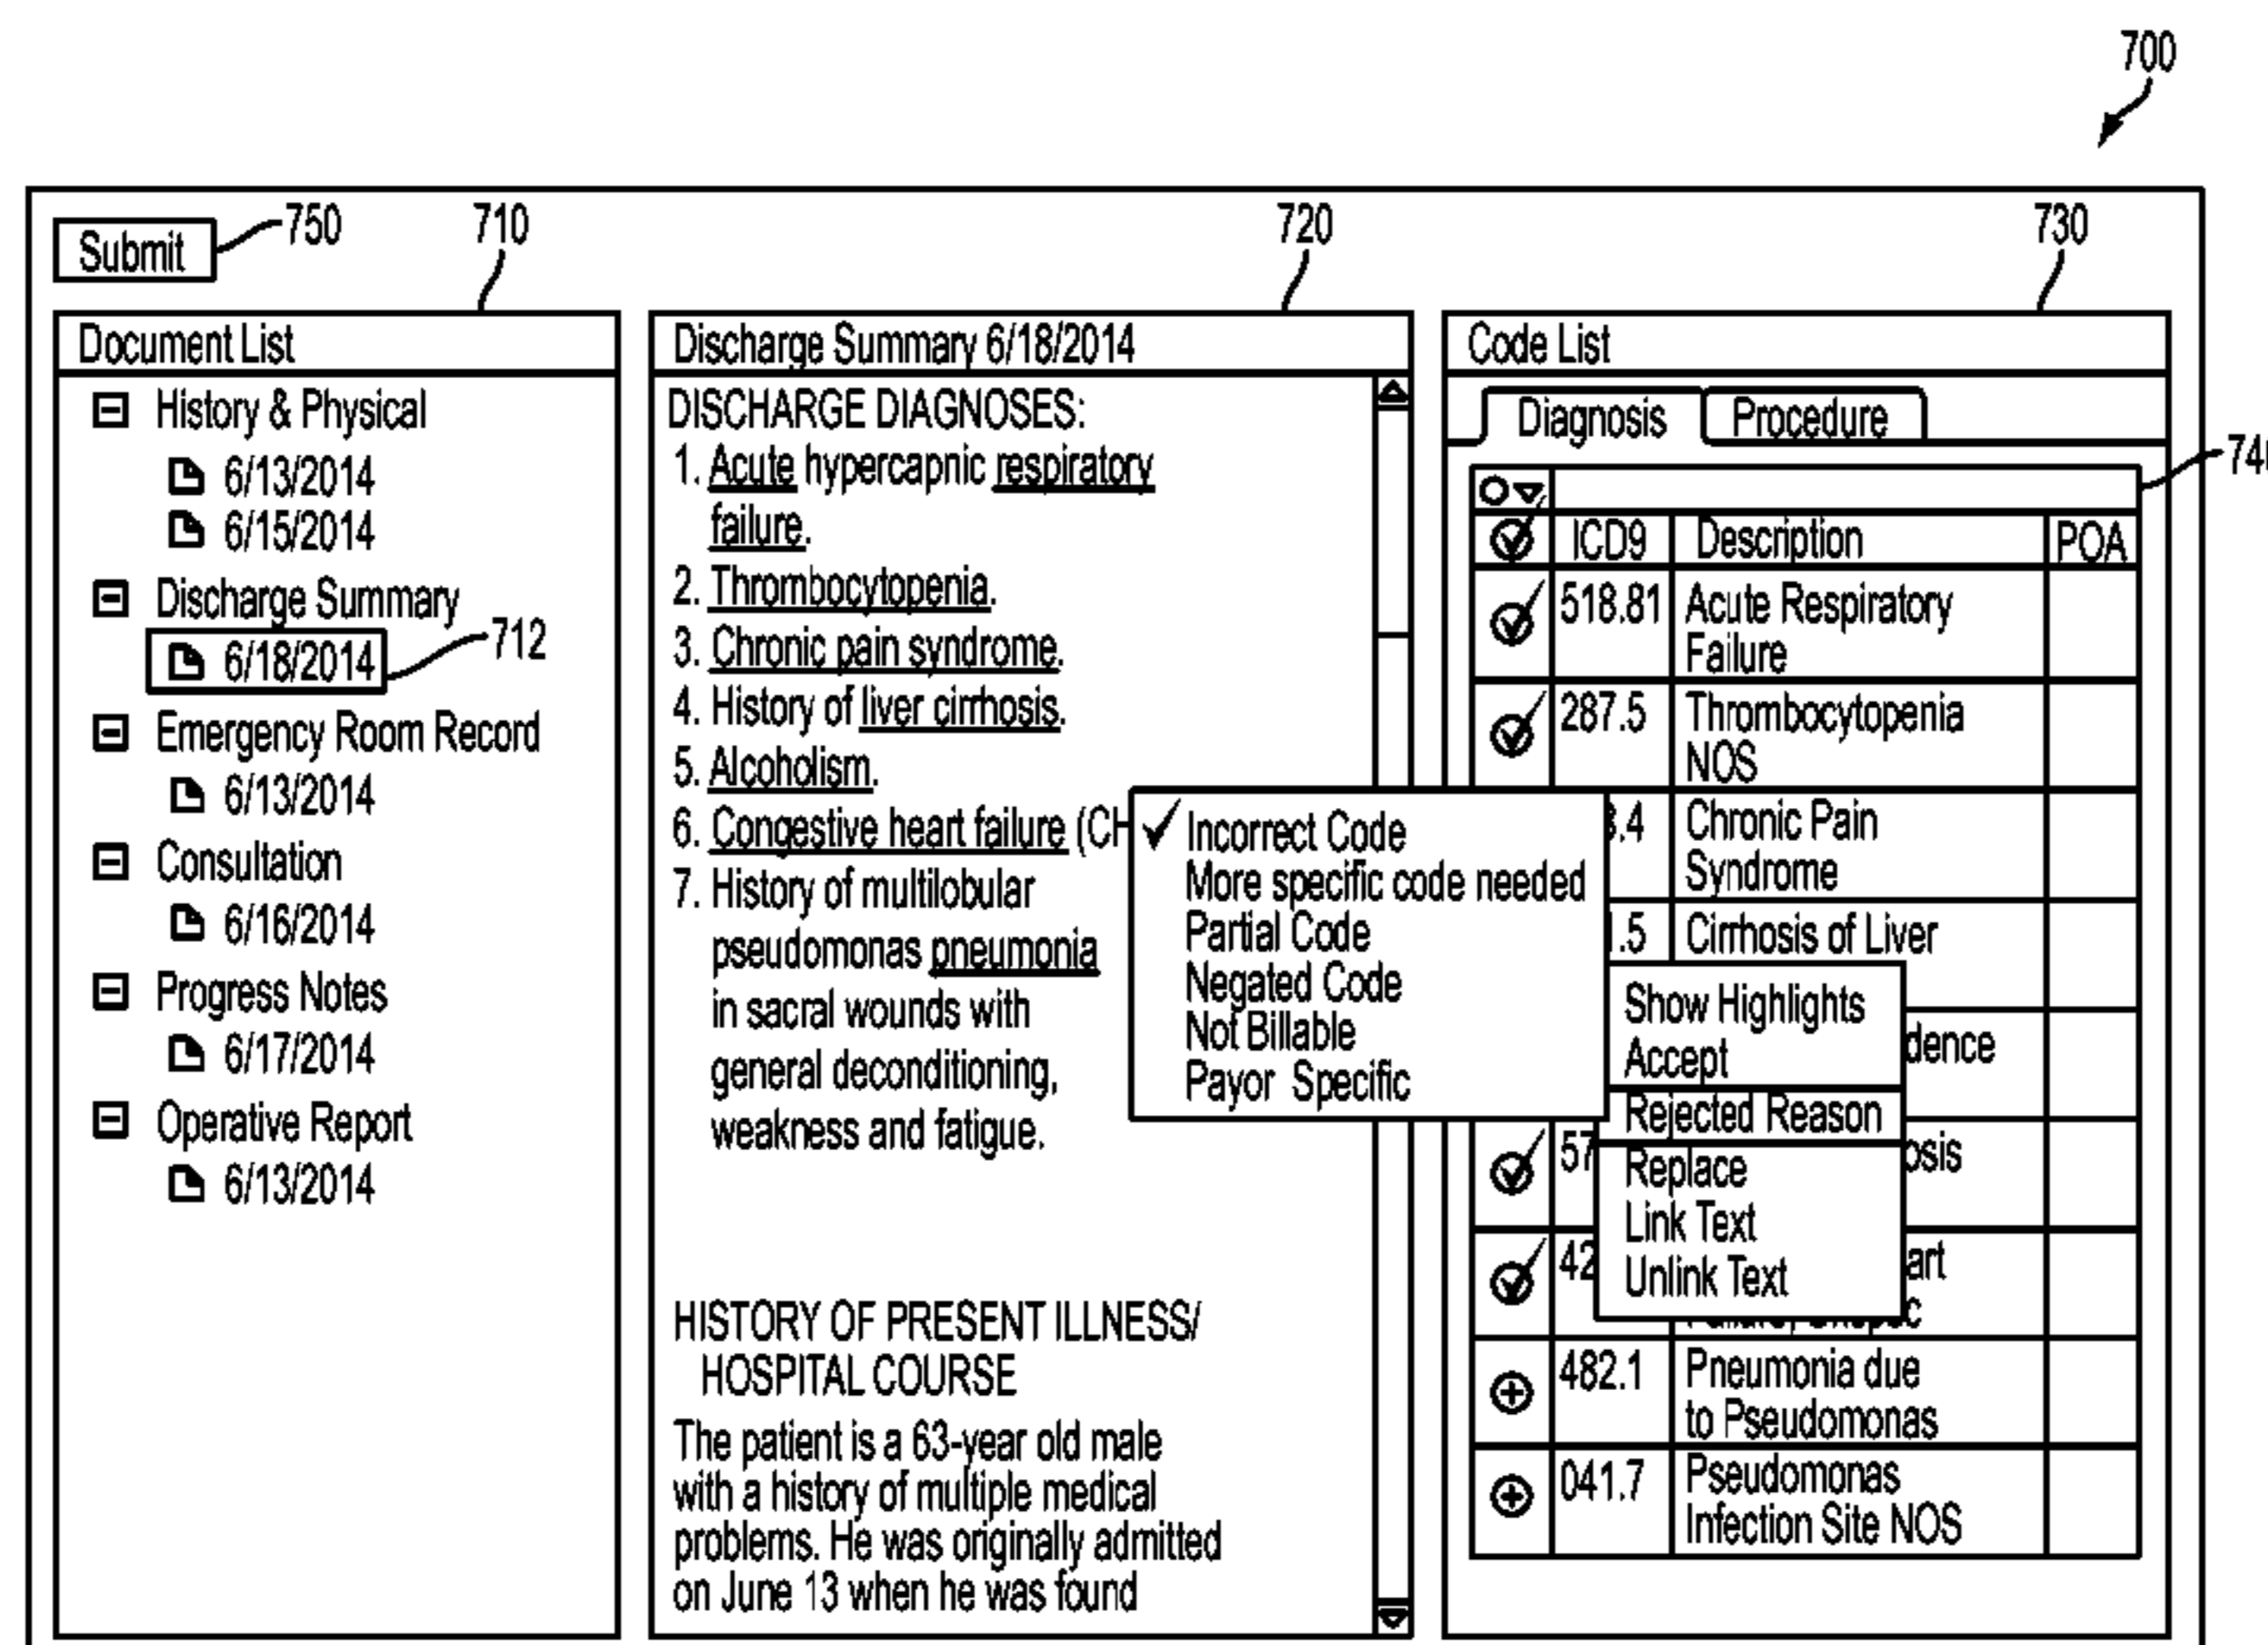 700
Submit
750
710
720
730
Document List
History & Physical
6/13/2014
6/15/2014
Discharge Summary
6/18/2014
712
Emergency Room Record
6/13/2014
Consultation
6/16/2014
Progress Notes
6/17/2014
Operative Report
6/13/2014
Discharge Summary 6/18/2014
DISCHARGE DIAGNOSES:
1. Acute hypercapnic respiratory
failure.
2. Thrombocytopenia.
3. Chronic pain syndrome.
4. History of liver cirrhosis.
5. Alcoholism.
6. Congestive heart failure
7. History of multilobular
pseudomonas pneumonia
in sacral wounds with
general deconditioning,
weakness and fatigue.
HISTORY OF PRESENT ILLNESS/
HOSPITAL COURSE
The patient is a 63-year old male
with a history of multiple medical
problems. He was originally admitted
on June 13 when he was found
Incorrect Code
More specific code needed
Partial Code
Negated Code
Not Billable
Payor Specific
Code List
Diagnosis
Procedure
ICD9 Description POA
518.81 Acute Respiratory
Failure
287.5 Thrombocytopenia
NOS
Chronic Pain
Syndrome
Cirrhosis of Liver
Show Highlights
Accept
Rejected Reason
Replace
Link Text
Unlink Text
482.1 Pneumonia due
to Pseudomonas
041.7 Pseudomonas
Infection Site NOS